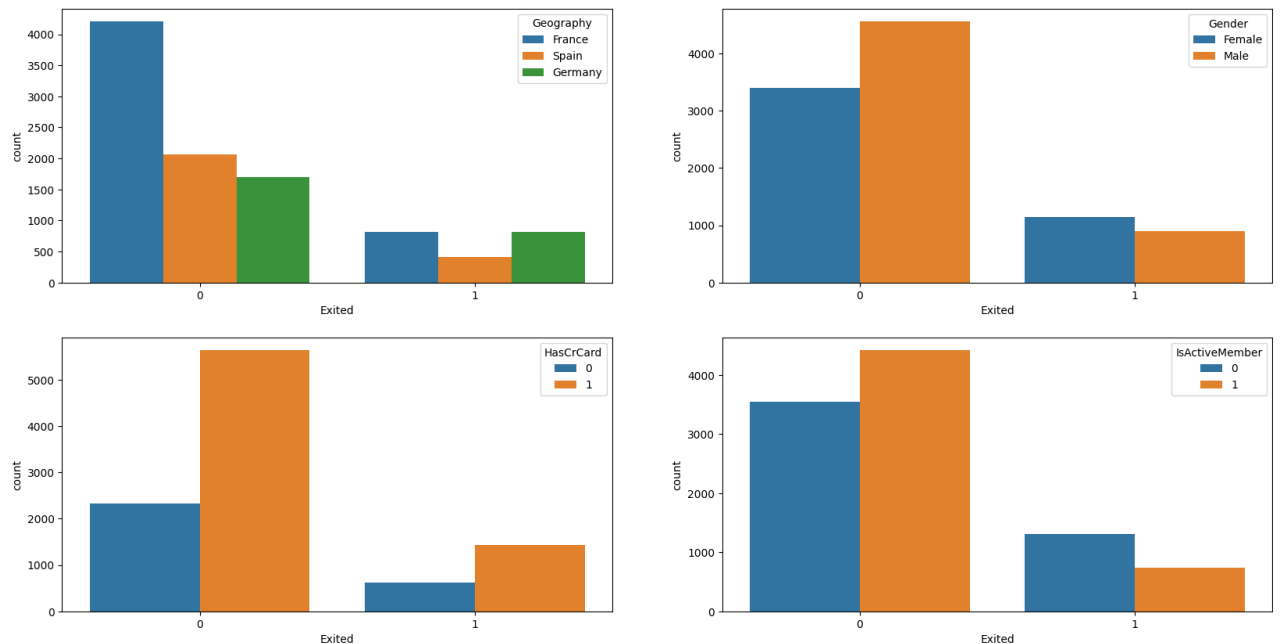 Geography
France
Spain
Germany
4000
3500
3000
2500
2000
1500
1000
500
0
count
0 1
Exited
Gender
Female
Male
4000
3000
2000
1000
0
count
0 1
Exited
HasCrCard
0
1
5000
4000
3000
2000
1000
0
count
0 1
Exited
IsActiveMember
0
1
4000
3000
2000
1000
0
count
0 1
Exited